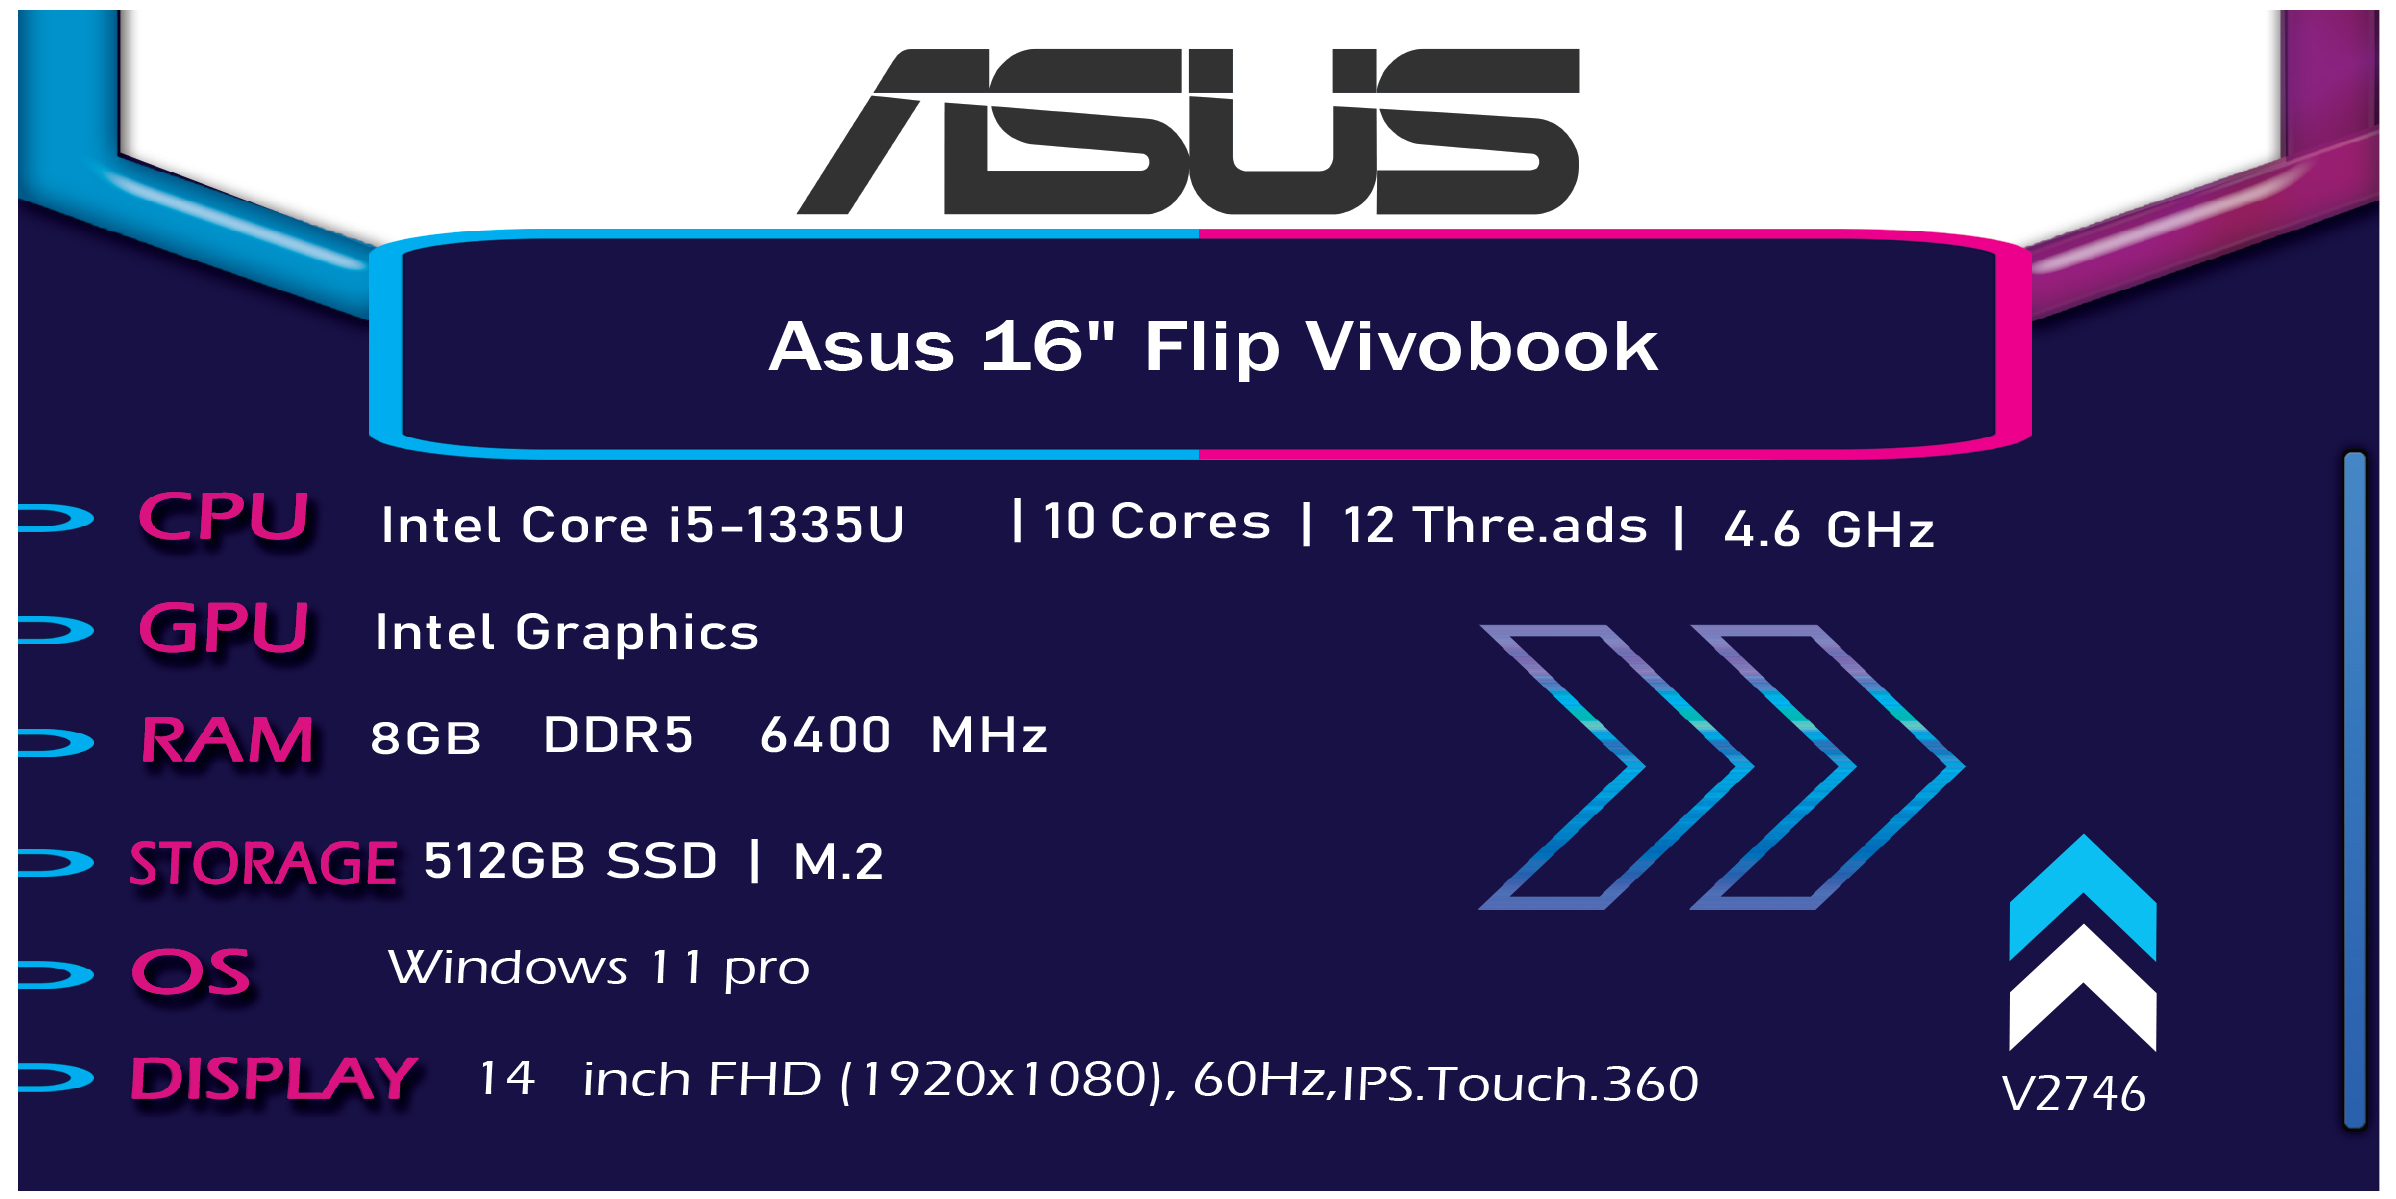 ASUS
Asus 16" Flip Vivobook
CPU Intel Core i5-1335U | 10 Cores | 12 Thre.ads | 4.6 GHz
GPU Intel Graphics
RAM 8GB DDR5 6400 MHz
STORAGE 512GB SSD | M.2
OS Windows 11 pro
DISPLAY 14 inch FHD (1920x1080), 60Hz,IPS.Touch.360
V2746